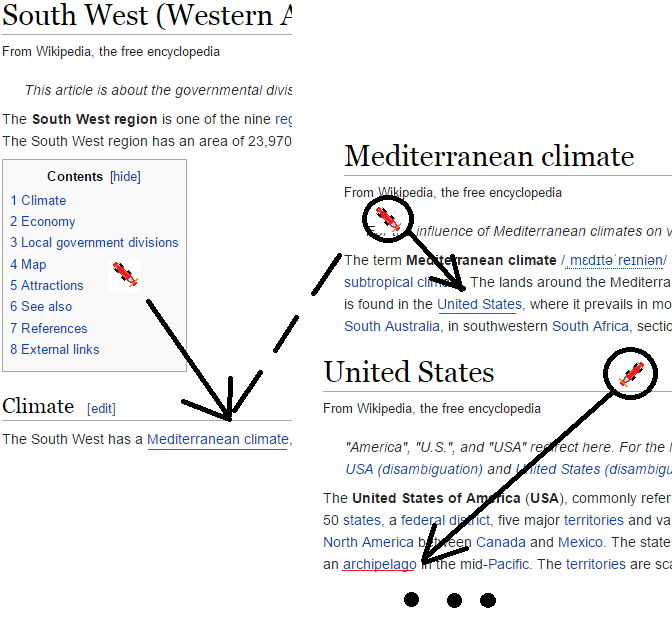 South West (Western A
From Wikipedia, the free encyclopedia
This article is about the governmental divis
The South West region is one of the nine reg
The South West region has an area of 23,970
Contents [hide]
1 Climate
2 Economy
3 Local government divisions
4 Map
5 Attractions
6 See also
7 References
8 External links
Climate [edit]
The South West has a Mediterranean climate,
Mediterranean climate
From Wikipedia, the free encyclopedia
influence of Mediterranean climates on v
The term Mediterranean climate /ˌmɛdɪtəˈreɪniən/
subtropical climate. The lands around the Mediterra
is found in the United States, where it prevails in mo
South Australia, in southwestern South Africa, sectio
United States
From Wikipedia, the free encyclopedia
"America", "U.S.", and "USA" redirect here. For the l
USA (disambiguation) and United States (disambigu
The United States of America (USA), commonly refer
50 states, a federal district, five major territories and va
North America between Canada and Mexico. The state
an archipelago in the mid-Pacific. The territories are sca